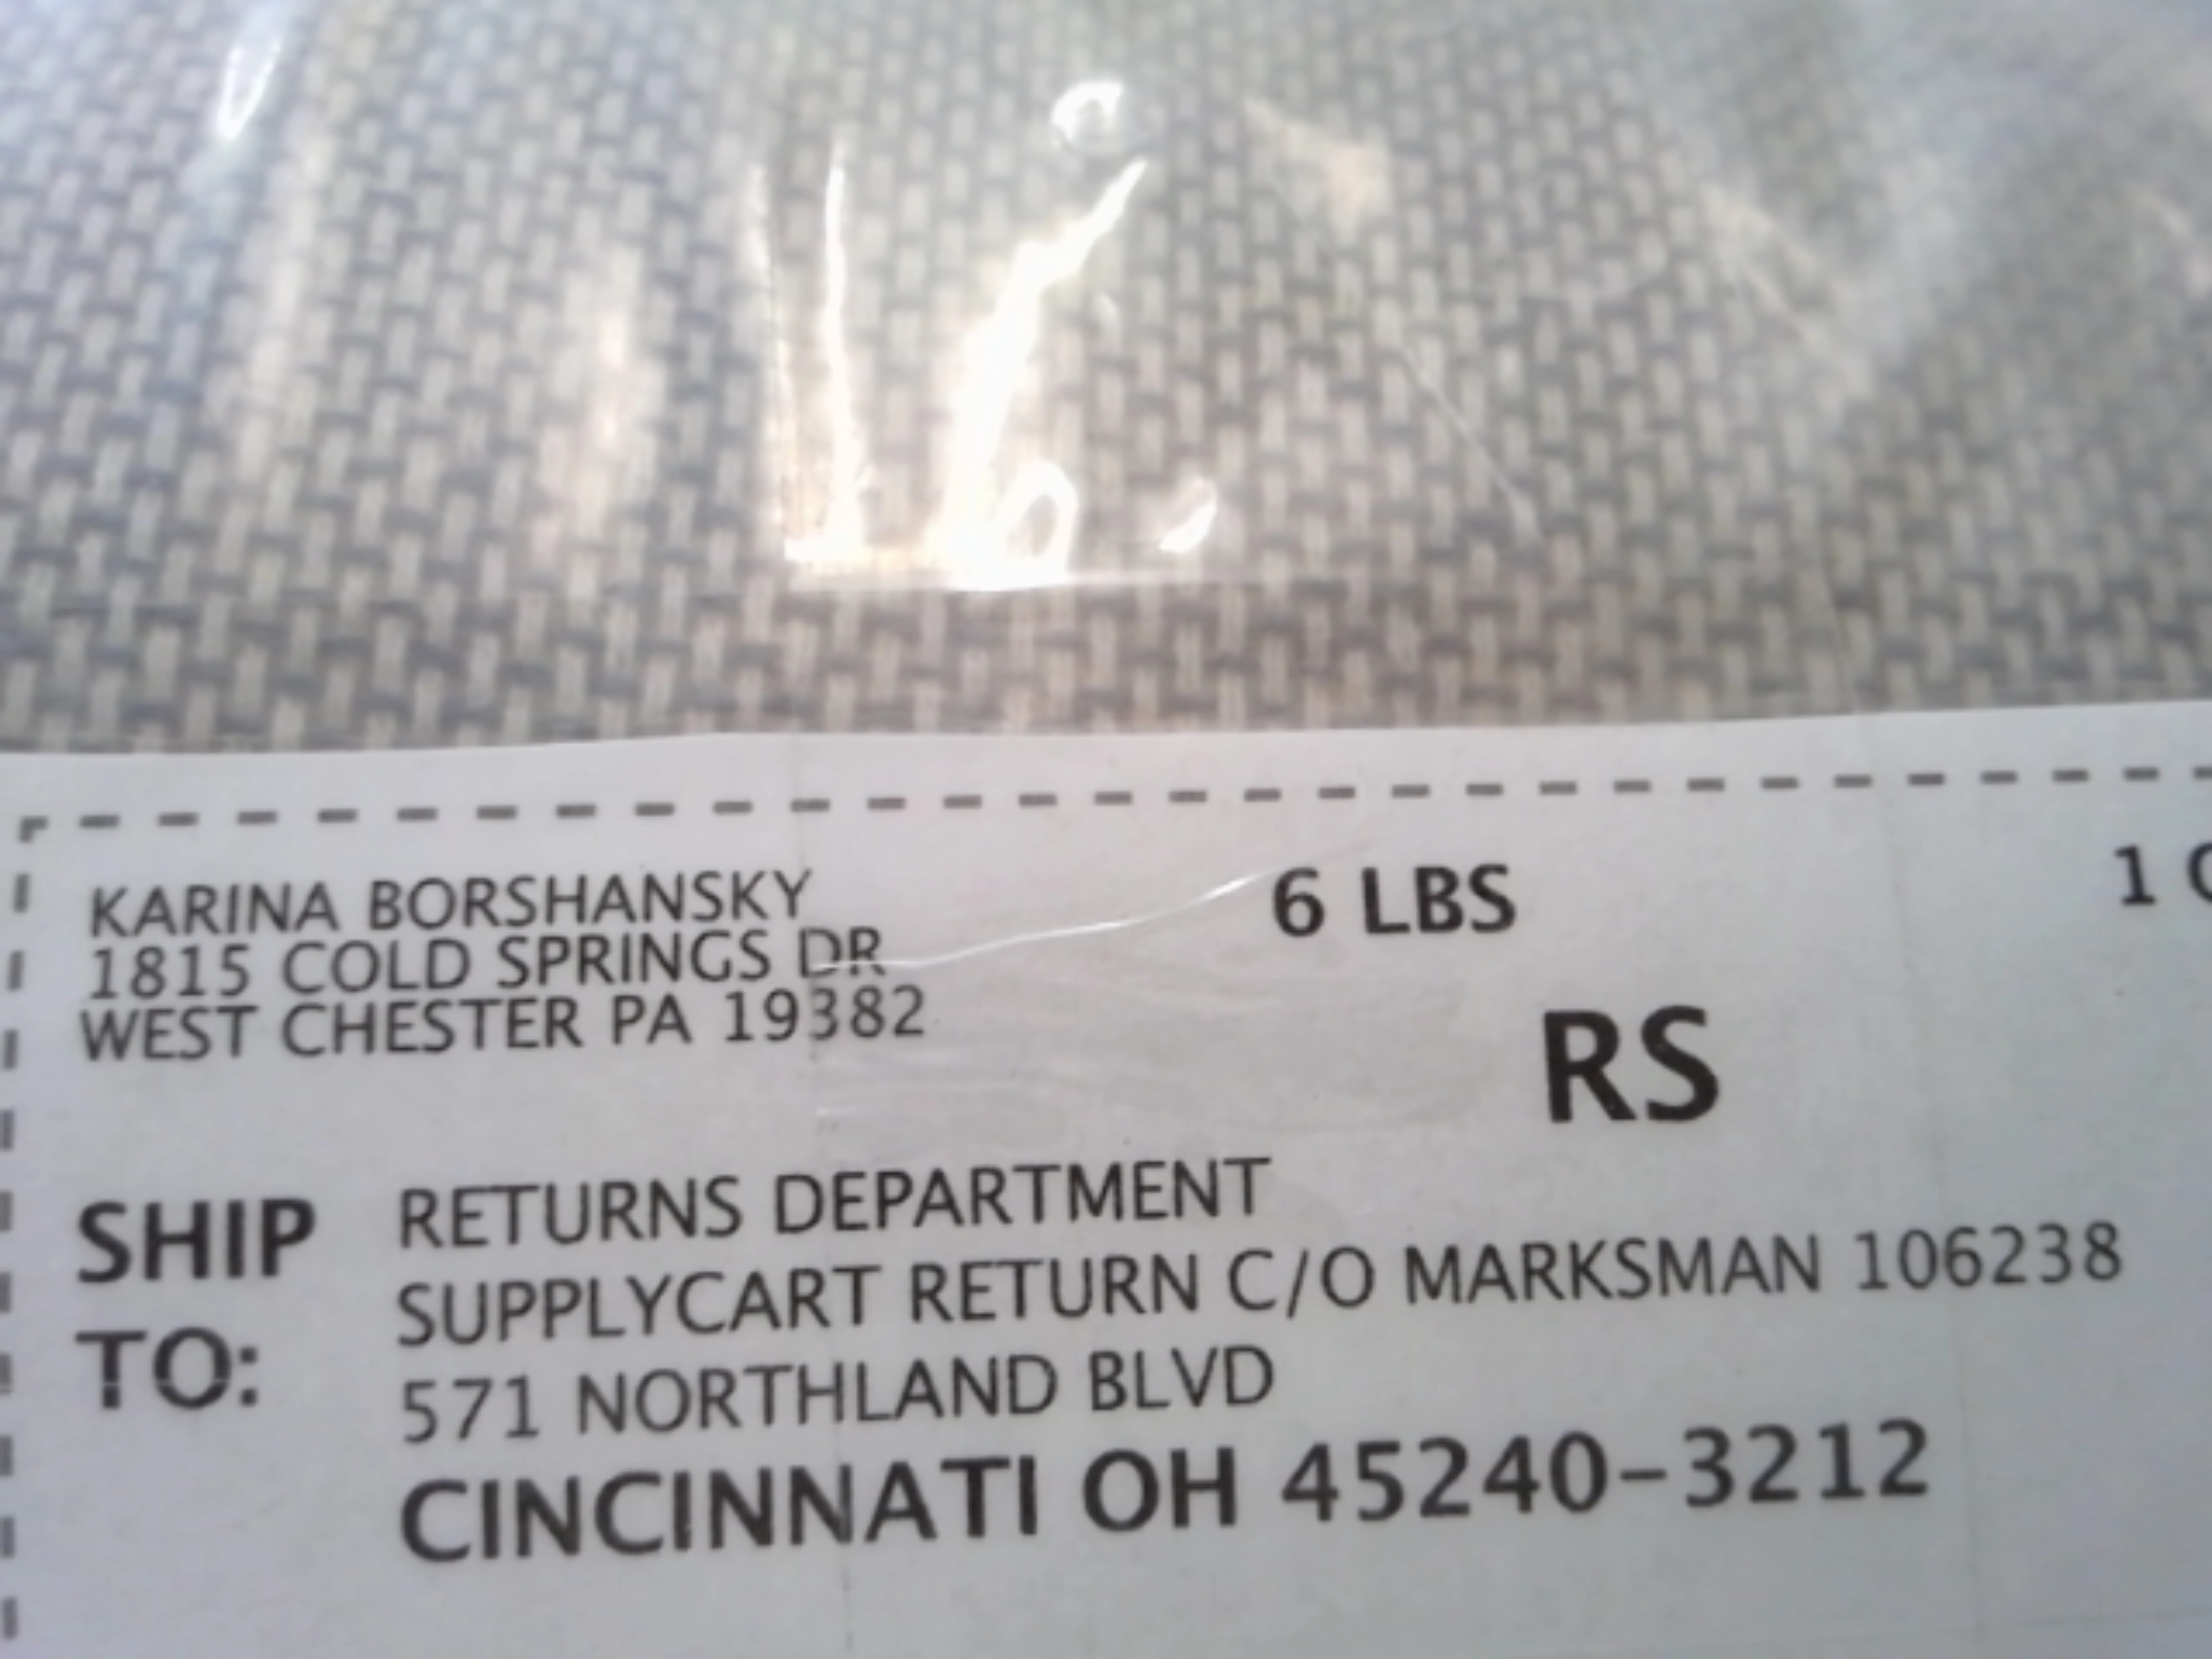 KARINA BORSHANSKY
1815 COLD SPRINGS DR
WEST CHESTER PA 19382
6 LBS
1
RS
SHIP TO:
RETURNS DEPARTMENT
SUPPLYCART RETURN C/O MARKSMAN 106238
571 NORTHLAND BLVD
CINCINNATI OH 45240-3212